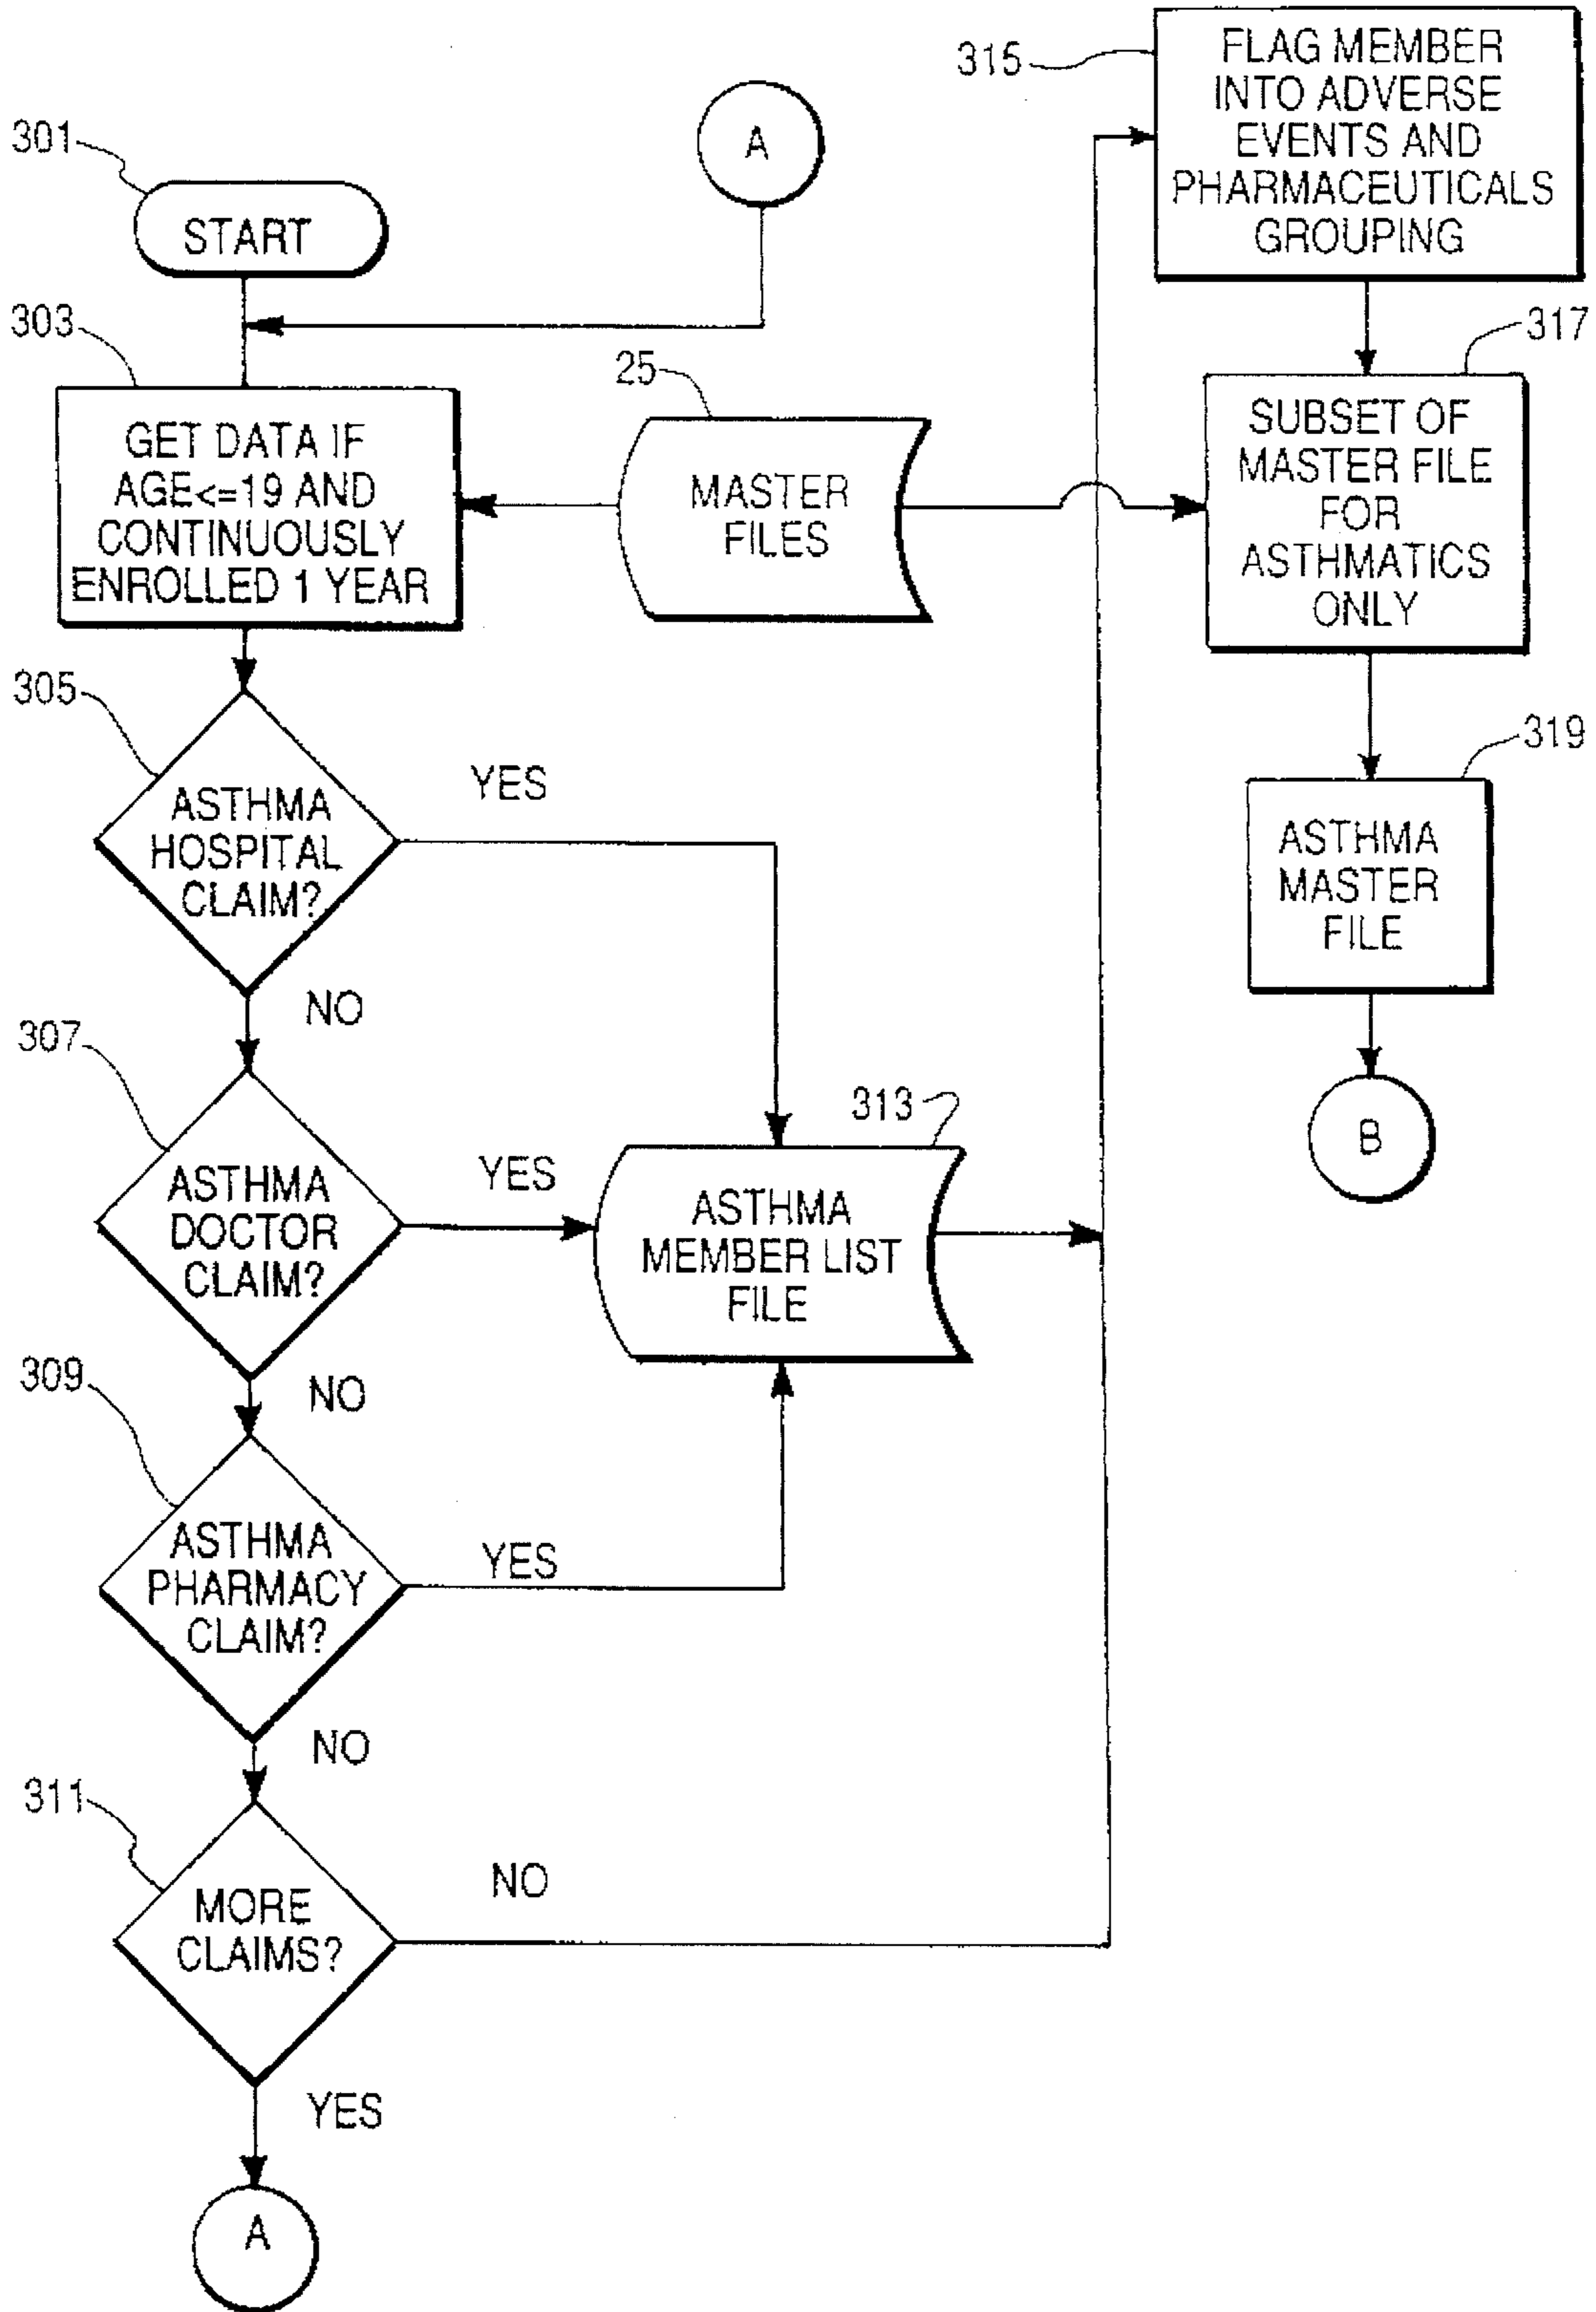 301
START
A
303
GET DATA IF
AGE<=19 AND
CONTINUOUSLY
ENROLLED 1 YEAR
25
MASTER
FILES
305
ASTHMA
HOSPITAL
CLAIM?
YES
NO
307
ASTHMA
DOCTOR
CLAIM?
YES
NO
313
ASTHMA
MEMBER LIST
FILE
309
ASTHMA
PHARMACY
CLAIM?
YES
NO
311
MORE
CLAIMS?
NO
YES
A
315
FLAG MEMBER
INTO ADVERSE
EVENTS AND
PHARMACEUTICALS
GROUPING
317
SUBSET OF
MASTER FILE
FOR
ASTHMATICS
ONLY
319
ASTHMA
MASTER
FILE
B